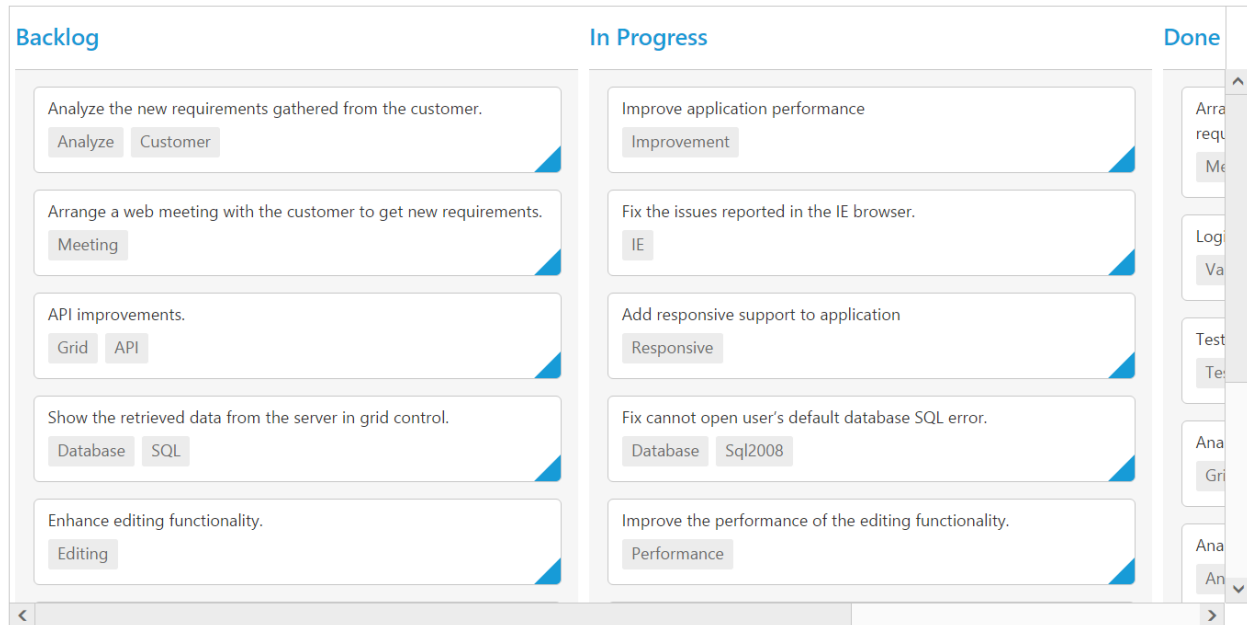 Backlog
Analyze the new requirements gathered from the customer.
Analyze Customer
Arrange a web meeting with the customer to get new requirements.
Meeting
API improvements.
Grid API
Show the retrieved data from the server in grid control.
Database SQL
Enhance editing functionality.
Editing
In Progress
Improve application performance
Improvement
Fix the issues reported in the IE browser.
IE
Add responsive support to application
Responsive
Fix cannot open user’s default database SQL error.
Database Sql2008
Improve the performance of the editing functionality.
Performance
Done
Test